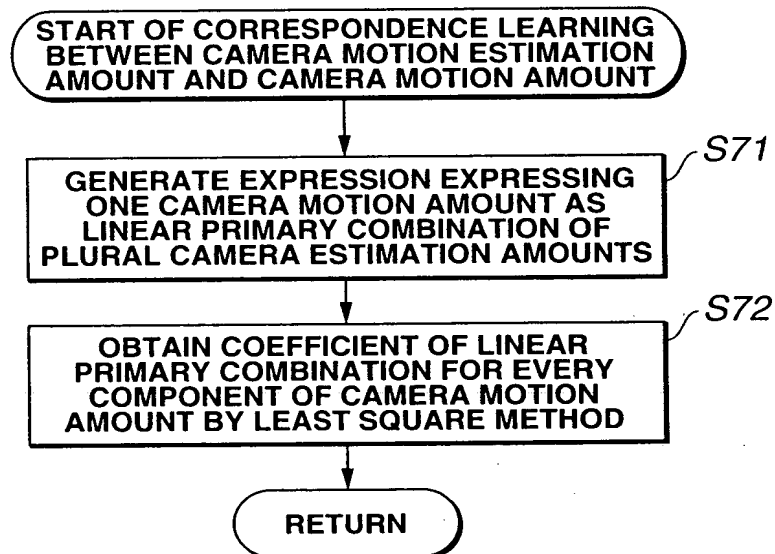 START OF CORRESPONDENCE LEARNING
BETWEEN CAMERA MOTION ESTIMATION
AMOUNT AND CAMERA MOTION AMOUNT
S71
GENERATE EXPRESSION EXPRESSING
ONE CAMERA MOTION AMOUNT AS
LINEAR PRIMARY COMBINATION OF
PLURAL CAMERA ESTIMATION AMOUNTS
S72
OBTAIN COEFFICIENT OF LINEAR
PRIMARY COMBINATION FOR EVERY
COMPONENT OF CAMERA MOTION
AMOUNT BY LEAST SQUARE METHOD
RETURN